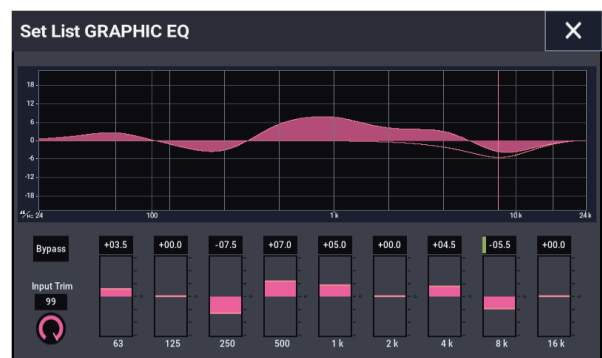 Set List GRAPHIC EQ
18
12
6
0
-6
-12
-18
24 100 1k 10k 24k
Bypass +03.5 +00.0 -07.5 +07.0 +05.0 +00.0 +04.5 -05.5 +00.0
Input Trim
99
63 125 250 500 1 k 2 k 4 k 8 k 16 k